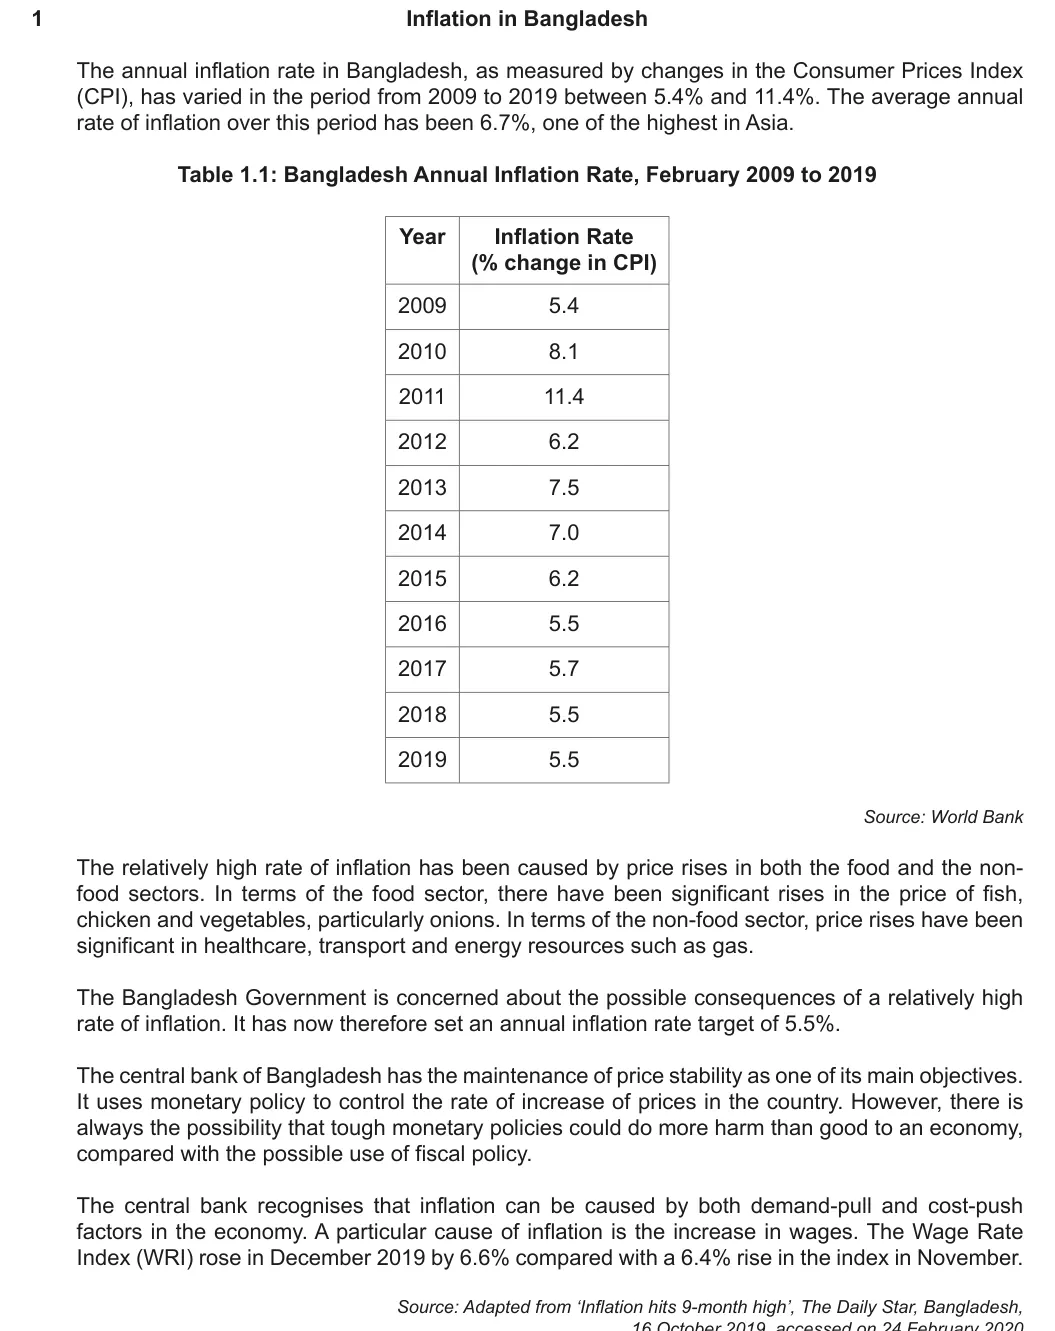 1 Inflation in Bangladesh
The annual inflation rate in Bangladesh, as measured by changes in the Consumer Prices Index
(CPI), has varied in the period from 2009 to 2019 between 5.4% and 11.4%. The average annual
rate of inflation over this period has been 6.7%, one of the highest in Asia.
Table 1.1: Bangladesh Annual Inflation Rate, February 2009 to 2019
Year Inflation Rate
(% change in CPI)
2009 5.4
2010 8.1
2011 11.4
2012 6.2
2013 7.5
2014 7.0
2015 6.2
2016 5.5
2017 5.7
2018 5.5
2019 5.5
Source: World Bank
The relatively high rate of inflation has been caused by price rises in both the food and the non-
food sectors. In terms of the food sector, there have been significant rises in the price of fish,
chicken and vegetables, particularly onions. In terms of the non-food sector, price rises have been
significant in healthcare, transport and energy resources such as gas.
The Bangladesh Government is concerned about the possible consequences of a relatively high
rate of inflation. It has now therefore set an annual inflation rate target of 5.5%.
The central bank of Bangladesh has the maintenance of price stability as one of its main objectives.
It uses monetary policy to control the rate of increase of prices in the country. However, there is
always the possibility that tough monetary policies could do more harm than good to an economy,
compared with the possible use of fiscal policy.
The central bank recognises that inflation can be caused by both demand-pull and cost-push
factors in the economy. A particular cause of inflation is the increase in wages. The Wage Rate
Index (WRI) rose in December 2019 by 6.6% compared with a 6.4% rise in the index in November.
Source: Adapted from ‘Inflation hits 9-month high’, The Daily Star, Bangladesh,
16 October 2019, accessed on 24 February 2020